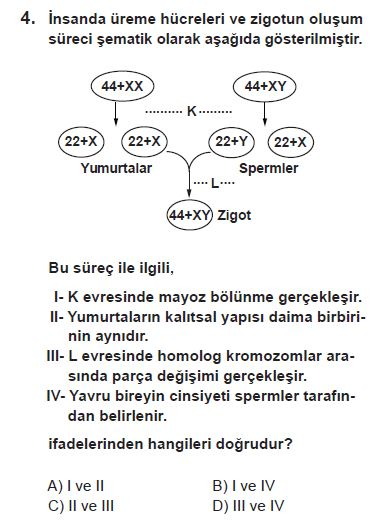 4. İnsanda üreme hücreleri ve zigotun oluşum
süreci şematik olarak aşağıda gösterilmiştir.
44+XX 44+XY
.......... K .........
22+X 22+X 22+Y 22+X
Yumurtalar Spermler
.... L ....
44+XY Zigot
Bu süreç ile ilgili,
I- K evresinde mayoz bölünme gerçekleşir.
II- Yumurtaların kalıtsal yapısı daima birbiri-
nin aynıdır.
III- L evresinde homolog kromozomlar ara-
sında parça değişimi gerçekleşir.
IV- Yavru bireyin cinsiyeti spermler tarafın-
dan belirlenir.
ifadelerinden hangileri doğrudur?
A) I ve II B) I ve IV
C) II ve III D) III ve IV